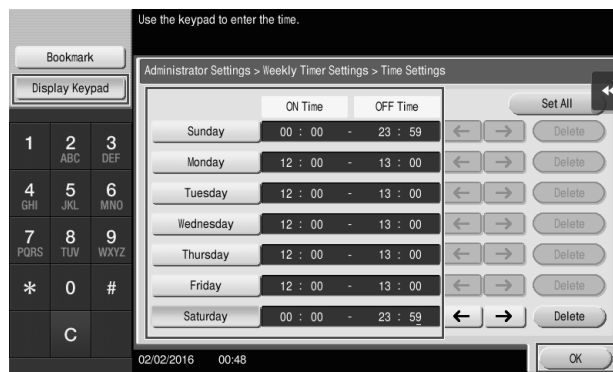 Use the keypad to enter the time.
Bookmark
Display Keypad
1 2 ABC 3 DEF
4 GHI 5 JKL 6 MNO
7 PQRS 8 TUV 9 WXYZ
* 0 #
C
Administrator Settings > Weekly Timer Settings > Time Settings
ON Time OFF Time Set All
Sunday 00 : 00 - 23 : 59 ← → Delete
Monday 12 : 00 - 13 : 00 ← → Delete
Tuesday 12 : 00 - 13 : 00 ← → Delete
Wednesday 12 : 00 - 13 : 00 ← → Delete
Thursday 12 : 00 - 13 : 00 ← → Delete
Friday 12 : 00 - 13 : 00 ← → Delete
Saturday 00 : 00 - 23 : 59 ← → Delete
02/02/2016 00:48 OK